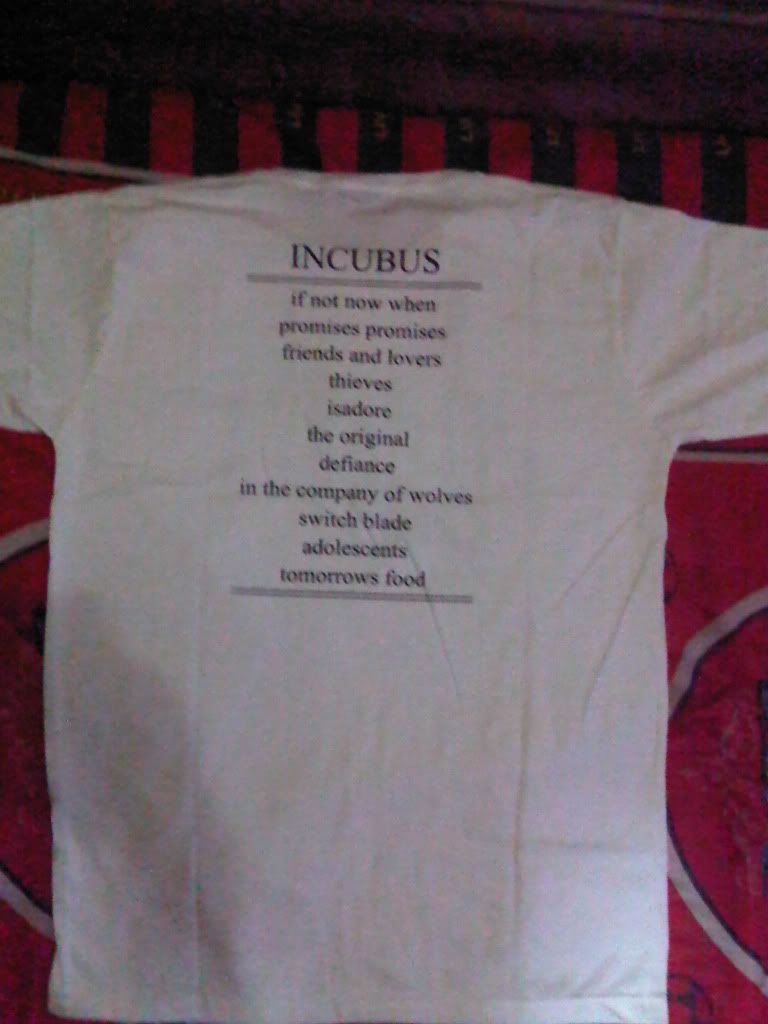 INCUBUS
if not now when
promises promises
friends and lovers
thieves
isadore
the original
defiance
in the company of wolves
switch blade
adolescents
tomorrows food